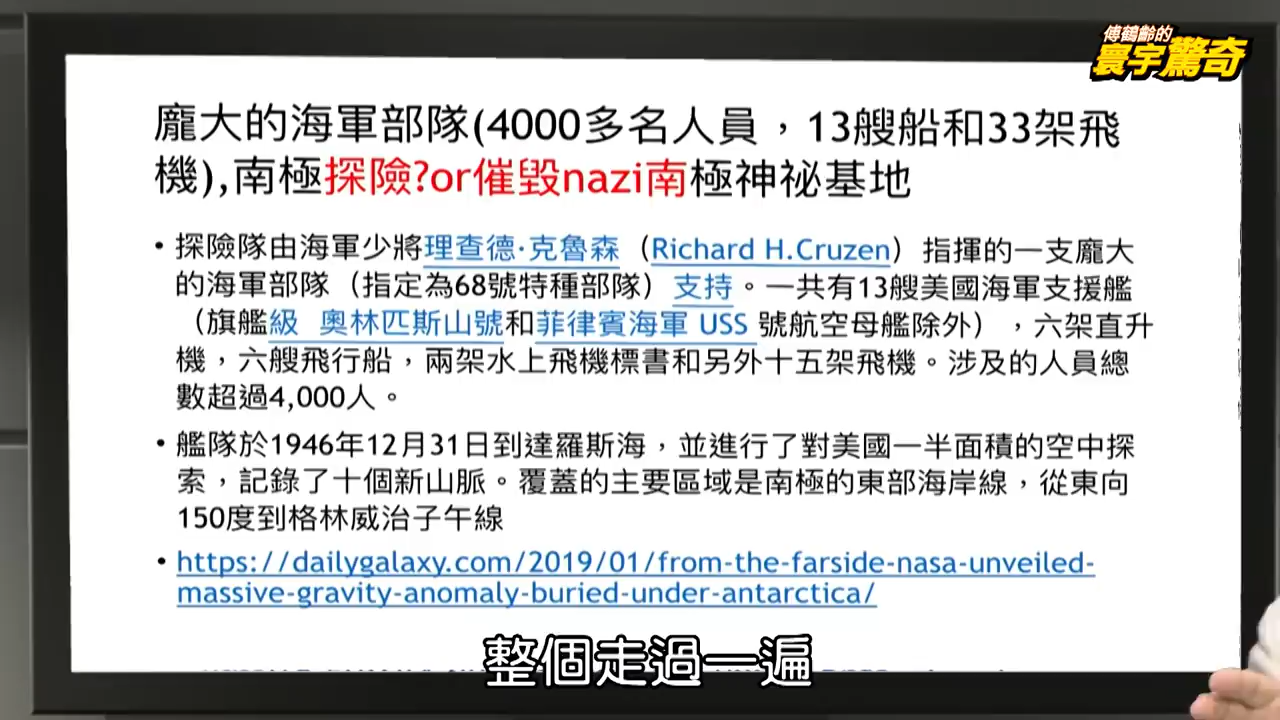 傅鶴齡的
寰宇驚奇
龐大的海軍部隊(4000多名人員，13艘船和33架飛
機),南極探險?or催毀nazi南極神祕基地
• 探險隊由海軍少將理查德·克魯森（Richard H.Cruzen）指揮的一支龐大
的海軍部隊（指定為68號特種部隊）支持。一共有13艘美國海軍支援艦
（旗艦級 奧林匹斯山號和菲律賓海軍 USS 號航空母艦除外），六架直升
機，六艘飛行船，兩架水上飛機標書和另外十五架飛機。涉及的人員總
數超過4,000人。
• 艦隊於1946年12月31日到達羅斯海，並進行了對美國一半面積的空中探
索，記錄了十個新山脈。覆蓋的主要區域是南極的東部海岸線，從東向
150度到格林威治子午線
• https://dailygalaxy.com/2019/01/from-the-farside-nasa-unveiled-
massive-gravity-anomaly-buried-under-antarctica/
整個走過一遍